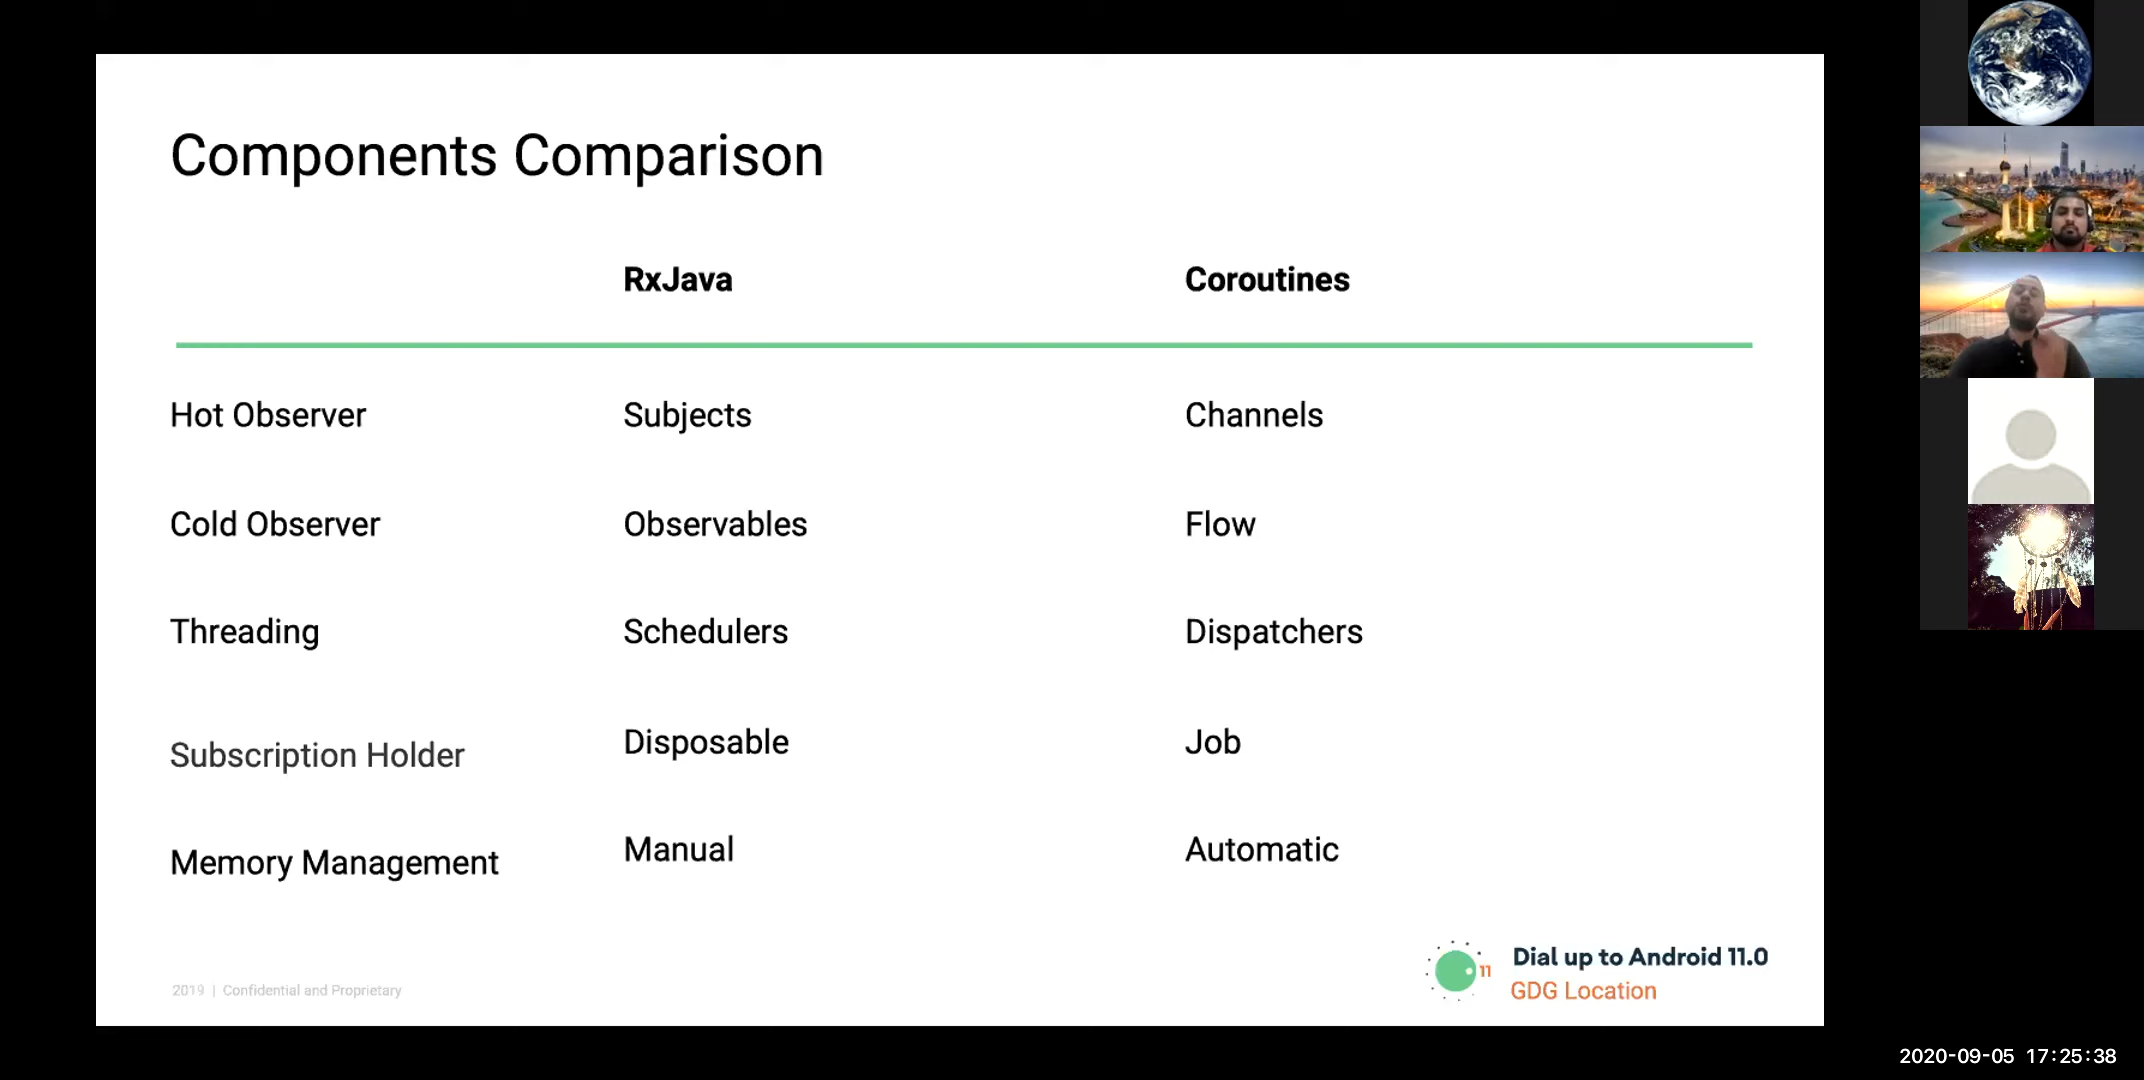 Components Comparison
RxJava Coroutines
Hot Observer Subjects Channels
Cold Observer Observables Flow
Threading Schedulers Dispatchers
Subscription Holder Disposable Job
Memory Management Manual Automatic
11 Dial up to Android 11.0
GDG Location
2019 | Confidential and Proprietary
2020-09-05 17:25:38